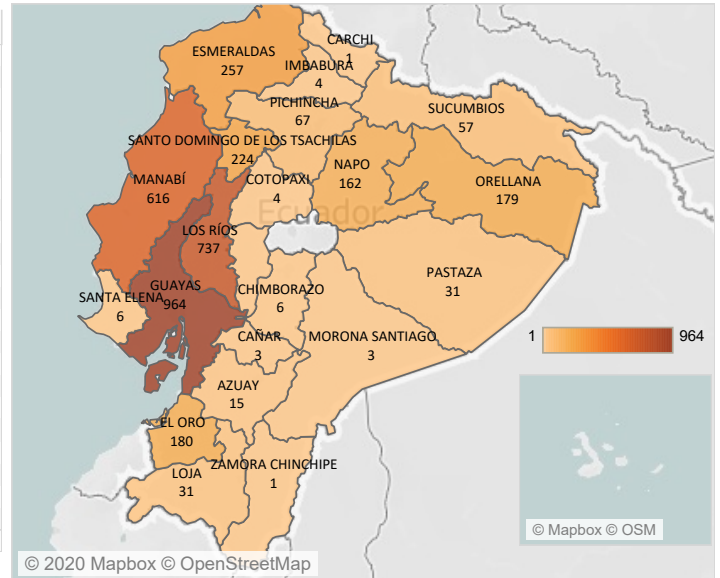 CARCHI
1
ESMERALDAS
257
IMBABURA
4
PICHINCHA
67
SUCUMBIOS
57
SANTO DOMINGO DE LOS TSACHILAS
224
NAPO
162
MANABÍ
616
COTOPAXI
4
ORELLANA
179
Ecuador
LOS RÍOS
737
PASTAZA
31
GUAYAS
964
SANTA ELENA
6
CHIMBORAZO
6
CAÑAR
3
MORONA SANTIAGO
3
1
964
AZUAY
15
EL ORO
180
LOJA
31
ZAMORA CHINCHIPE
1
© Mapbox © OSM
© 2020 Mapbox © OpenStreetMap